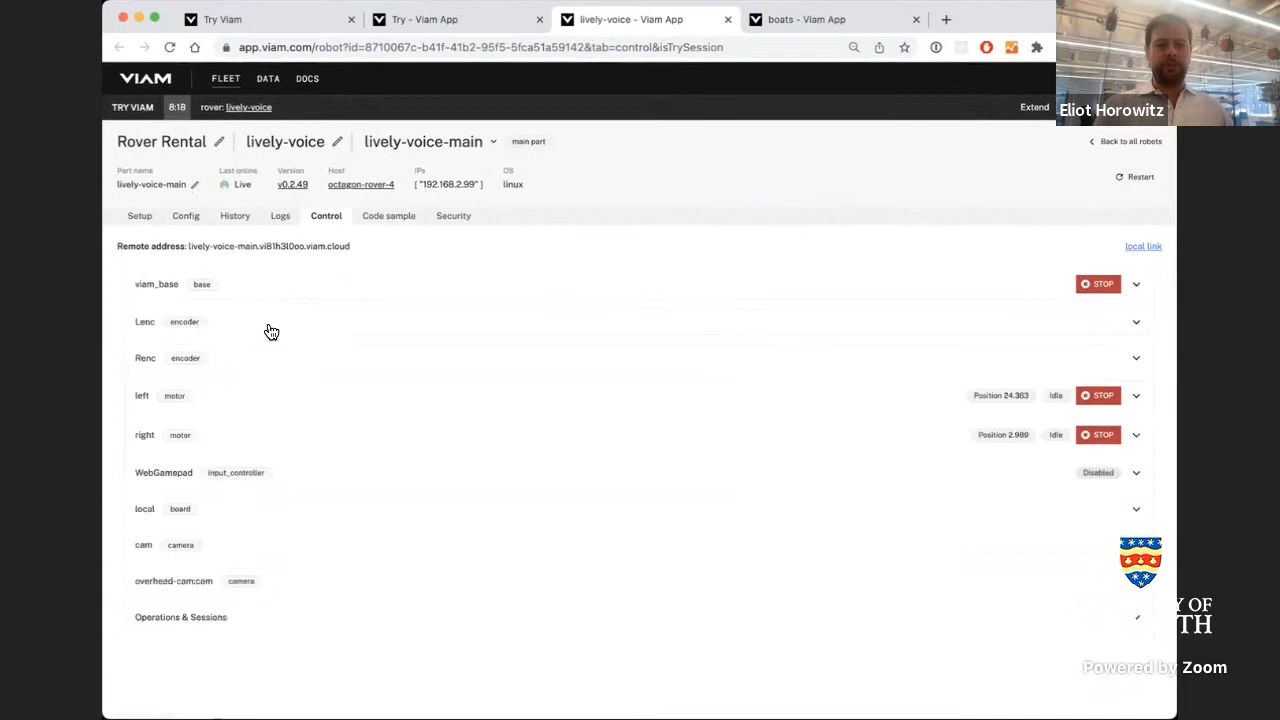 Try Viam
Try - Viam App
lively-voice - Viam App
boats - Viam App
app.viam.com/robot?id=8710067c-b41f-41b2-95f5-5fca51a59142&tab=control&isTrySession
Eliot Horowitz
VIAM FLEET DATA DOCS
TRY VIAM 8:18 rover: lively-voice Extend
Rover Rental lively-voice lively-voice-main main part Back to all robots
Part name Last online Version Host IPs OS
lively-voice-main Live v0.2.49 octagon-rover-4 [ "192.168.2.99" ] linux Restart
Setup Config History Logs Control Code sample Security
Remote address: lively-voice-main.vi81h3l0oo.viam.cloud local link
viam_base base STOP
Lenc encoder
Renc encoder
left motor Position 24.363 Idle STOP
right motor Position 2.989 Idle STOP
WebGamepad input_controller Disabled
local board
cam camera
overhead-cam:cam camera
Operations & Sessions
Y OF
TH
Powered by Zoom